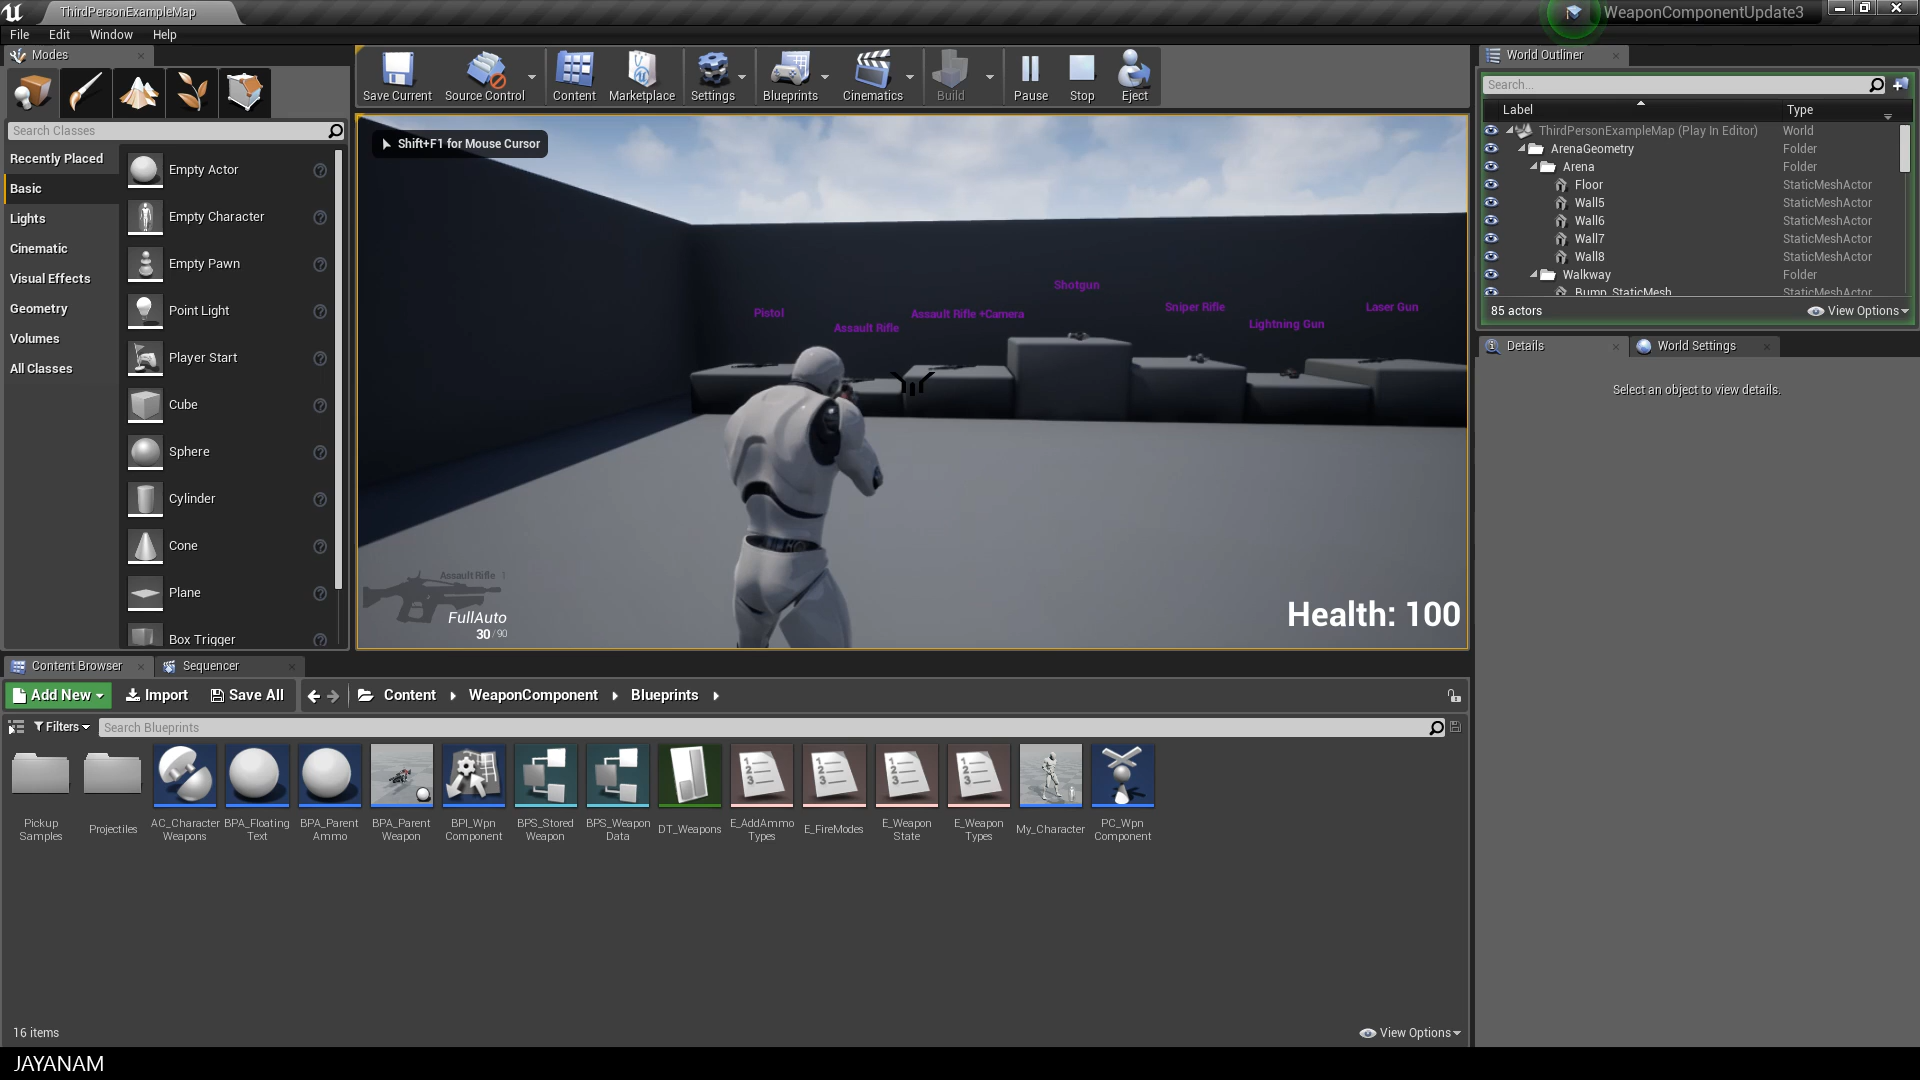 ThirdPersonExampleMap
WeaponComponentUpdate3
File Edit Window Help
Modes
Search Classes
Recently Placed
Basic
Lights
Cinematic
Visual Effects
Geometry
Volumes
All Classes
Empty Actor
Empty Character
Empty Pawn
Point Light
Player Start
Cube
Sphere
Cylinder
Cone
Plane
Box Trigger
Save Current
Source Control
Content
Marketplace
Settings
Blueprints
Cinematics
Build
Pause
Stop
Eject
Shift+F1 for Mouse Cursor
Pistol
Assault Rifle
Assault Rifle +Camera
Shotgun
Sniper Rifle
Lightning Gun
Laser Gun
Assault Rifle 1
FullAuto
30/90
Health: 100
World Outliner
Search...
Label Type
ThirdPersonExampleMap (Play In Editor) World
ArenaGeometry Folder
Arena Folder
Floor StaticMeshActor
Wall5 StaticMeshActor
Wall6 StaticMeshActor
Wall7 StaticMeshActor
Wall8 StaticMeshActor
Walkway Folder
Bump_StaticMesh StaticMeshActor
85 actors View Options
Details
World Settings
Select an object to view details.
Content Browser
Sequencer
Add New Import Save All Content WeaponComponent Blueprints
Filters Search Blueprints
Pickup
Samples
Projectiles
AC_Character
Weapons
BPA_Floating
Text
BPA_Parent
Ammo
BPA_Parent
Weapon
BPI_Wpn
Component
BPS_Stored
Weapon
BPS_Weapon
Data
DT_Weapons
E_AddAmmo
Types
E_FireModes
E_Weapon
State
E_Weapon
Types
My_Character
PC_Wpn
Component
16 items View Options
JAYANAM